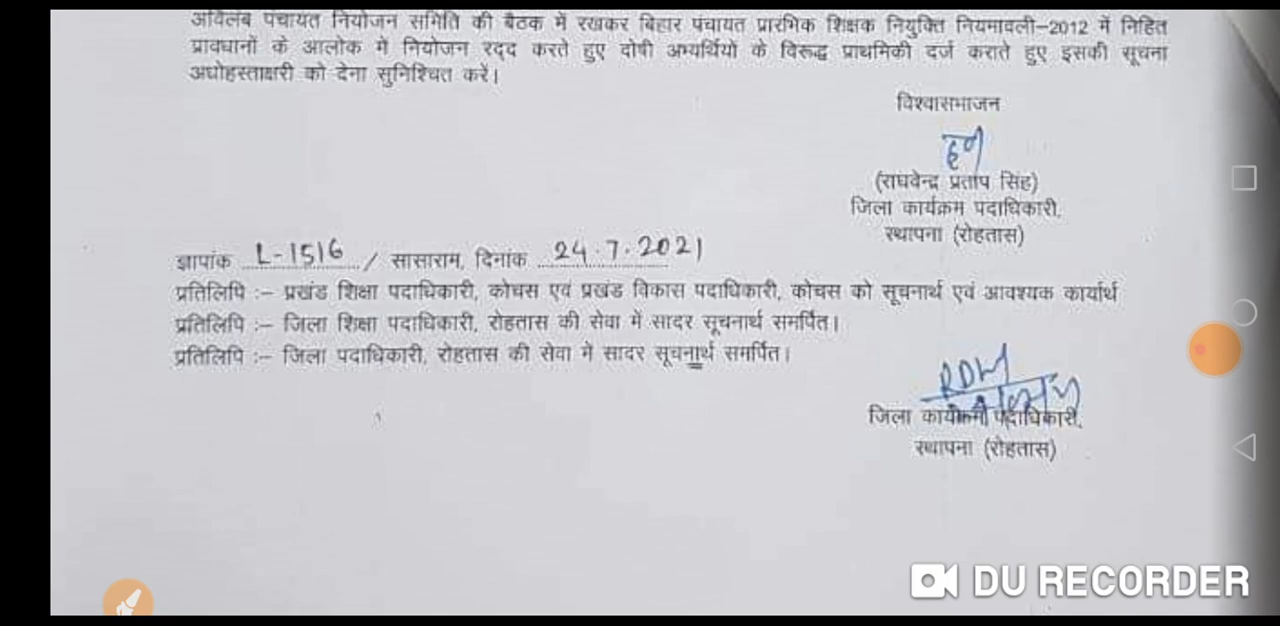 अविलंब पंचायत नियोजन समिति की बैठक में रखकर बिहार पंचायत प्रारंभिक शिक्षक नियुक्ति नियमावली-2012 में निहित
प्रावधानों के आलोक में नियोजन रद्द करते हुए दोषी अभ्यर्थियों के विरूद्ध प्राथमिकी दर्ज कराते हुए इसकी सूचना
अधोहस्ताक्षरी को देना सुनिश्चित करें।
विश्वासभाजन
(राघवेन्द्र प्रताप सिंह)
जिला कार्यक्रम पदाधिकारी,
स्थापना (रोहतास)
ज्ञापांक L-1516 / सासाराम, दिनांक 24.7.2021
प्रतिलिपि :– प्रखंड शिक्षा पदाधिकारी, कोचस एवं प्रखंड विकास पदाधिकारी, कोचस को सूचनार्थ एवं आवश्यक कार्यार्थ
प्रतिलिपि :– जिला शिक्षा पदाधिकारी, रोहतास की सेवा में सादर सूचनार्थ समर्पित।
प्रतिलिपि :– जिला पदाधिकारी, रोहतास की सेवा में सादर सूचनार्थ समर्पित।
जिला कार्यक्रम पदाधिकारी,
स्थापना (रोहतास)
DU RECORDER